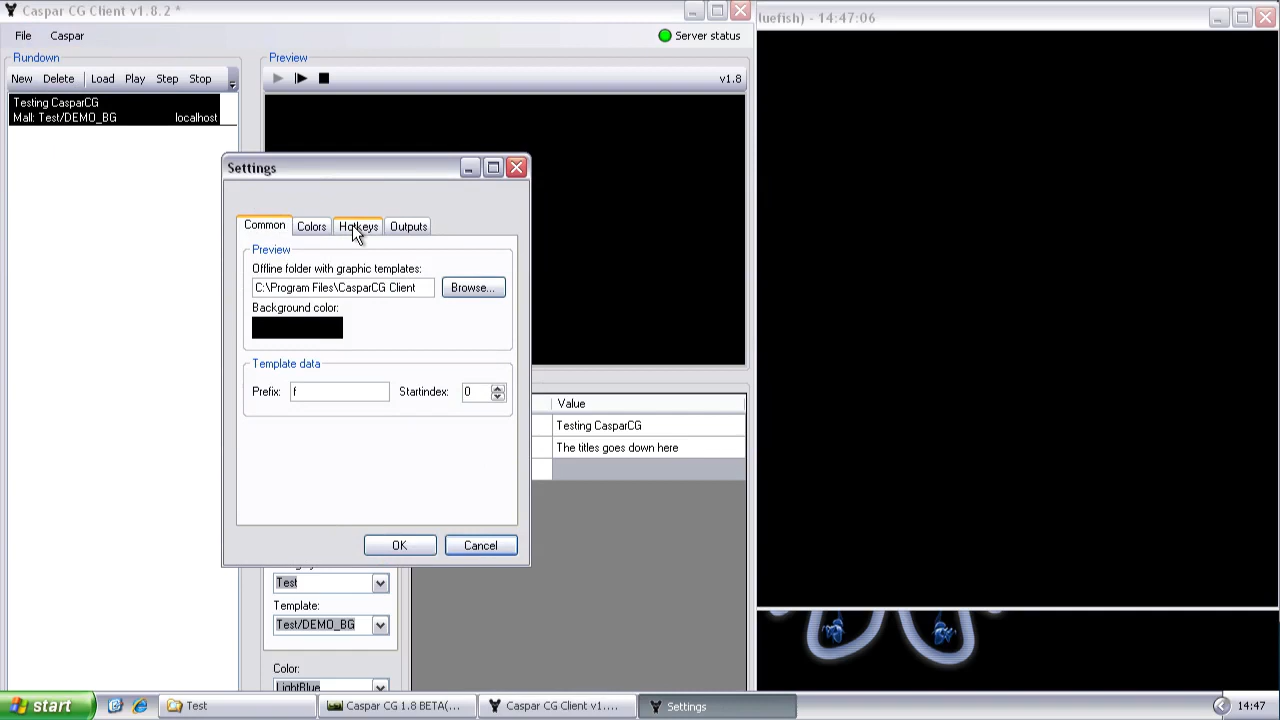 Caspar CG Client v1.8.2 *
luefish) - 14:47:06
File Caspar
Server status
Rundown
Preview
New Delete Load Play Step Stop
v1.8
Testing CasparCG
Mall: Test/DEMO_BG localhost
Settings
Common Colors Hotkeys Outputs
Preview
Offline folder with graphic templates:
C:\Program Files\CasparCG Client
Browse...
Background color:
Template data
Prefix: f Startindex: 0
OK Cancel
Value
Testing CasparCG
The titles goes down here
Test
Template:
Test/DEMO_BG
Color:
LightBlue
start Test Caspar CG 1.8 BETA(... Caspar CG Client v1.... Settings 14:47